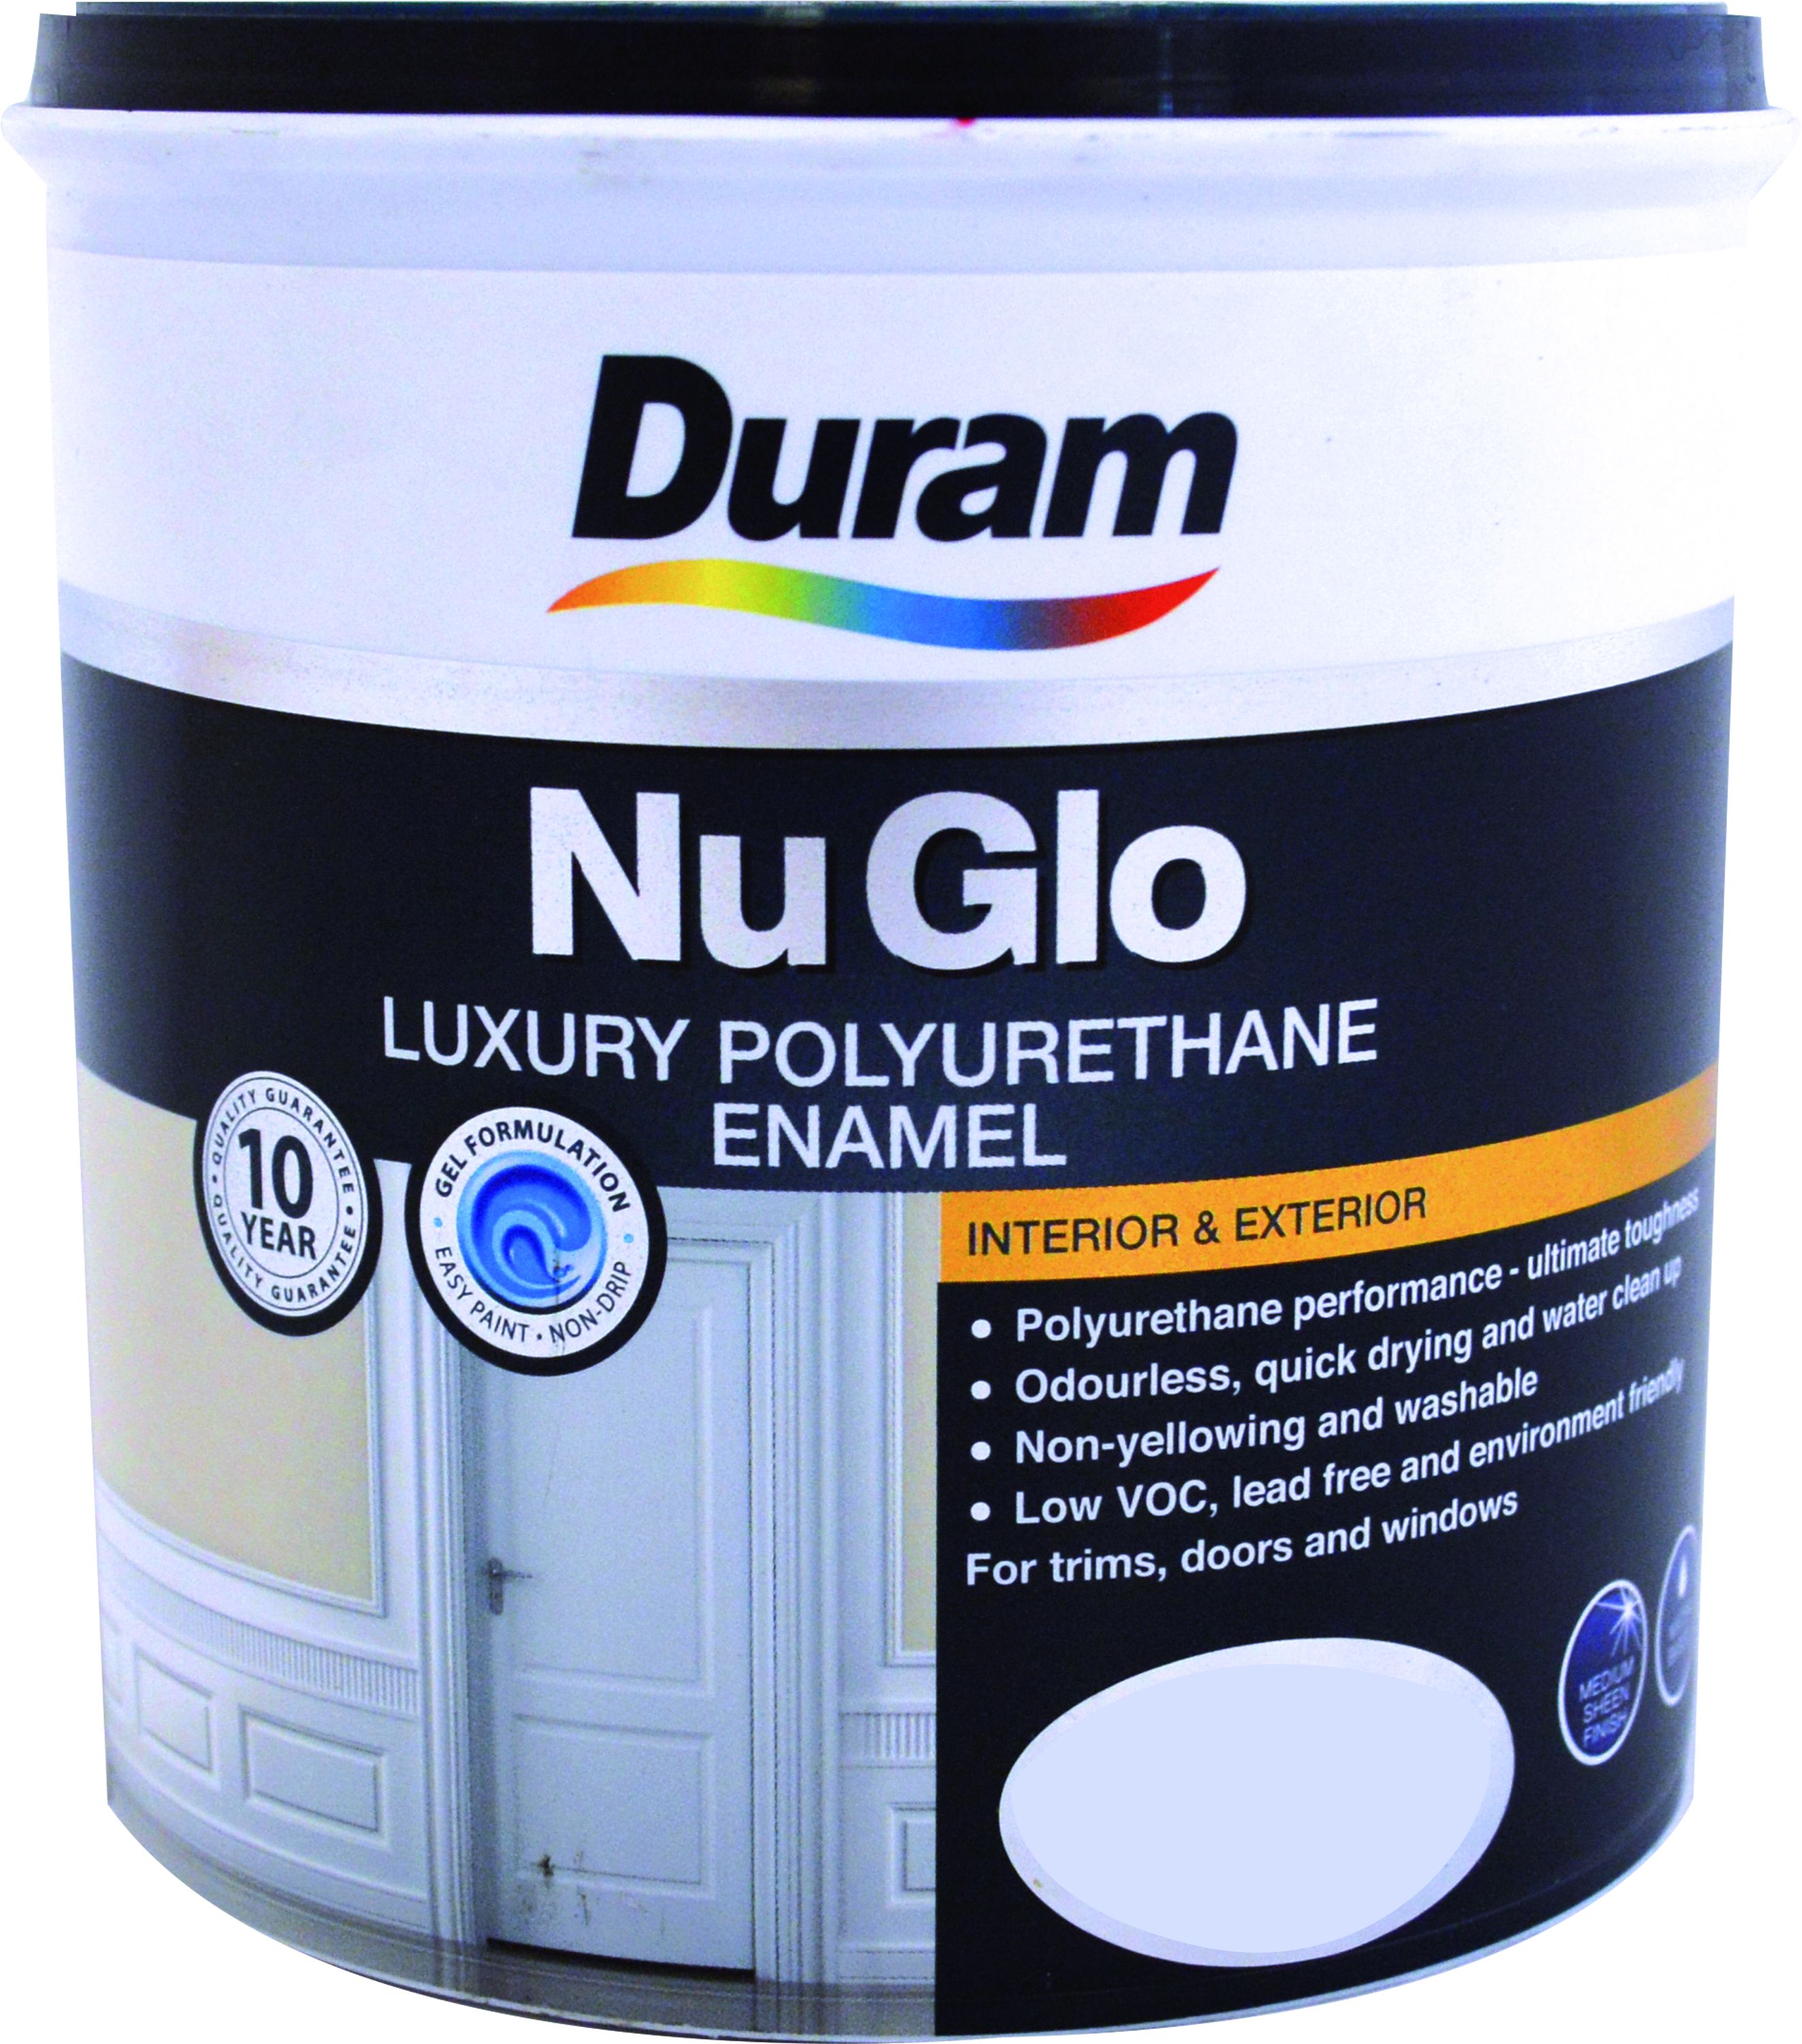 Duram
Nu Glo
LUXURY POLYURETHANE
ENAMEL
QUALITY GUARANTEE
10
YEAR
QUALITY GUARANTEE
GEL FORMULATION
EASY PAINT • NON-DRIP
INTERIOR & EXTERIOR
• Polyurethane performance - ultimate toughness
• Odourless, quick drying and water clean up
• Non-yellowing and washable
• Low VOC, lead free and environment friendly
For trims, doors and windows
MEDIUM
SHEEN
FINISH